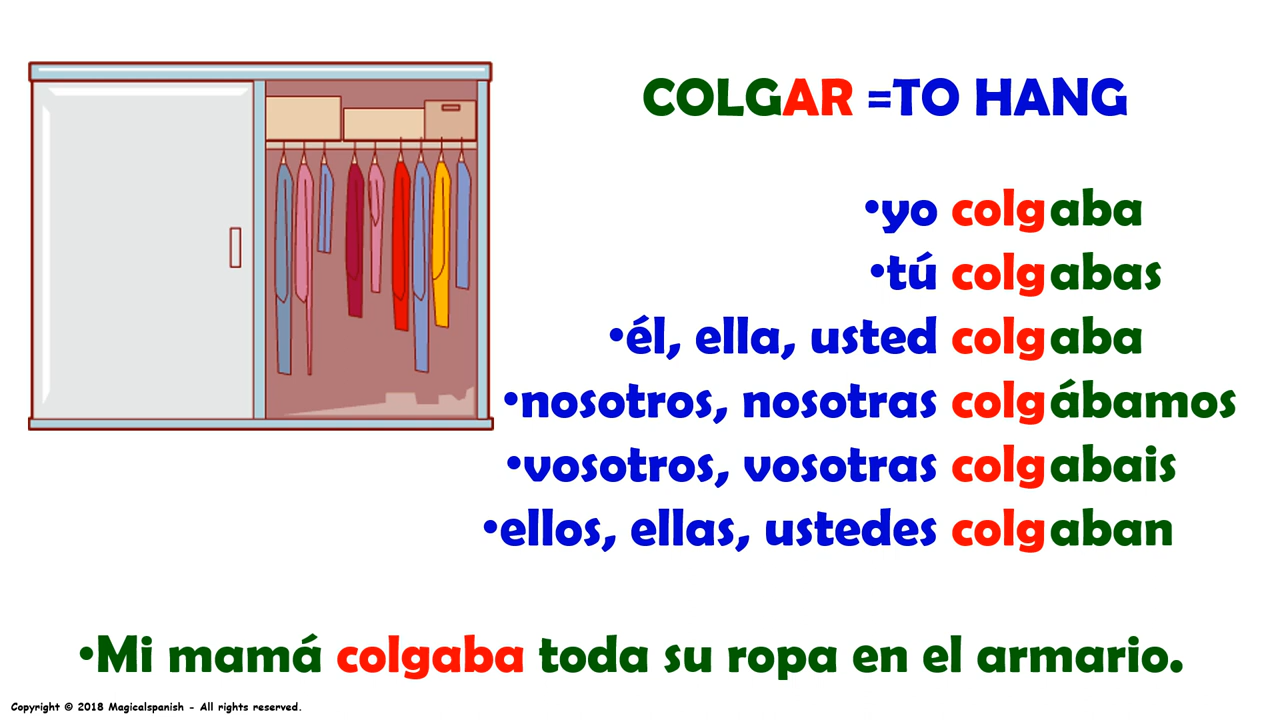 COLGAR =TO HANG
•yo colgaba
•tú colgabas
•él, ella, usted colgaba
•nosotros, nosotras colgábamos
•vosotros, vosotras colgabais
•ellos, ellas, ustedes colgaban
•Mi mamá colgaba toda su ropa en el armario.
Copyright © 2018 Magicalspanish - All rights reserved.